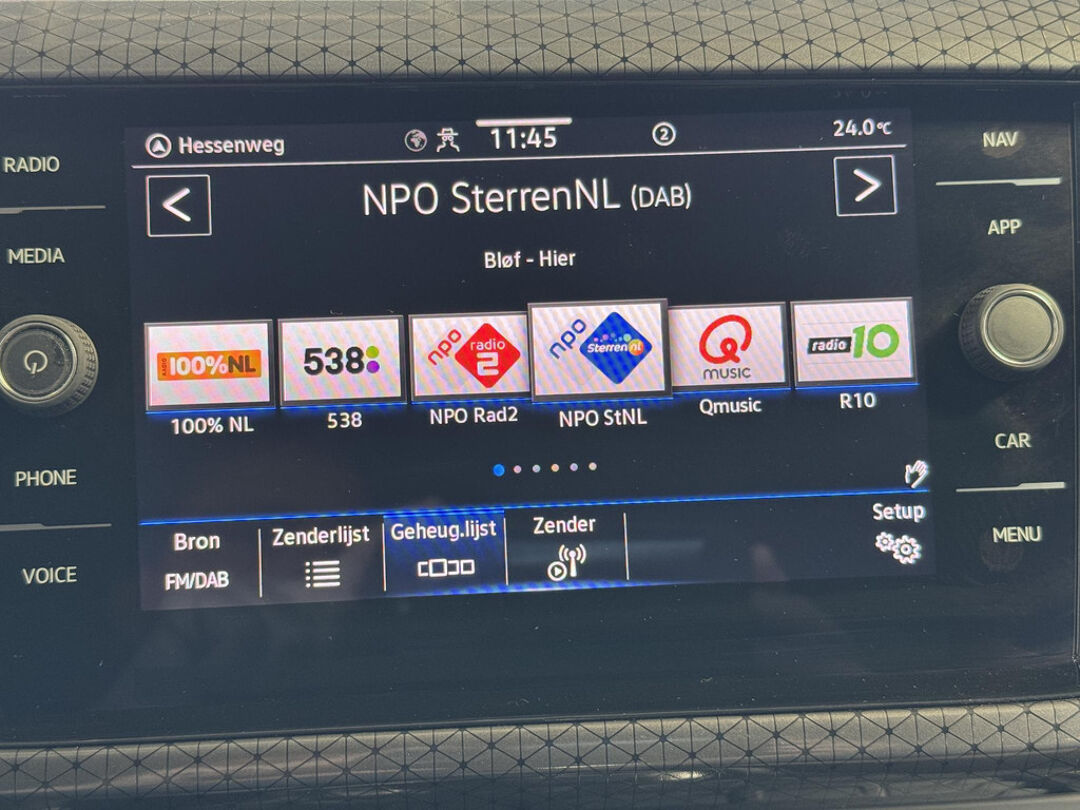 Hessenweg
11:45
2
24.0°C
NAV
RADIO
<
NPO SterrenNL (DAB)
>
APP
MEDIA
Bløf - Hier
RADIO 100%NL
538
npo radio 2
npo Sterren nl
Q MUSIC
radio 10
100% NL
538
NPO Rad2
NPO StNL
Qmusic
R10
PHONE
CAR
Bron
FM/DAB
Zenderlijst
Geheug.lijst
Zender
Setup
MENU
VOICE